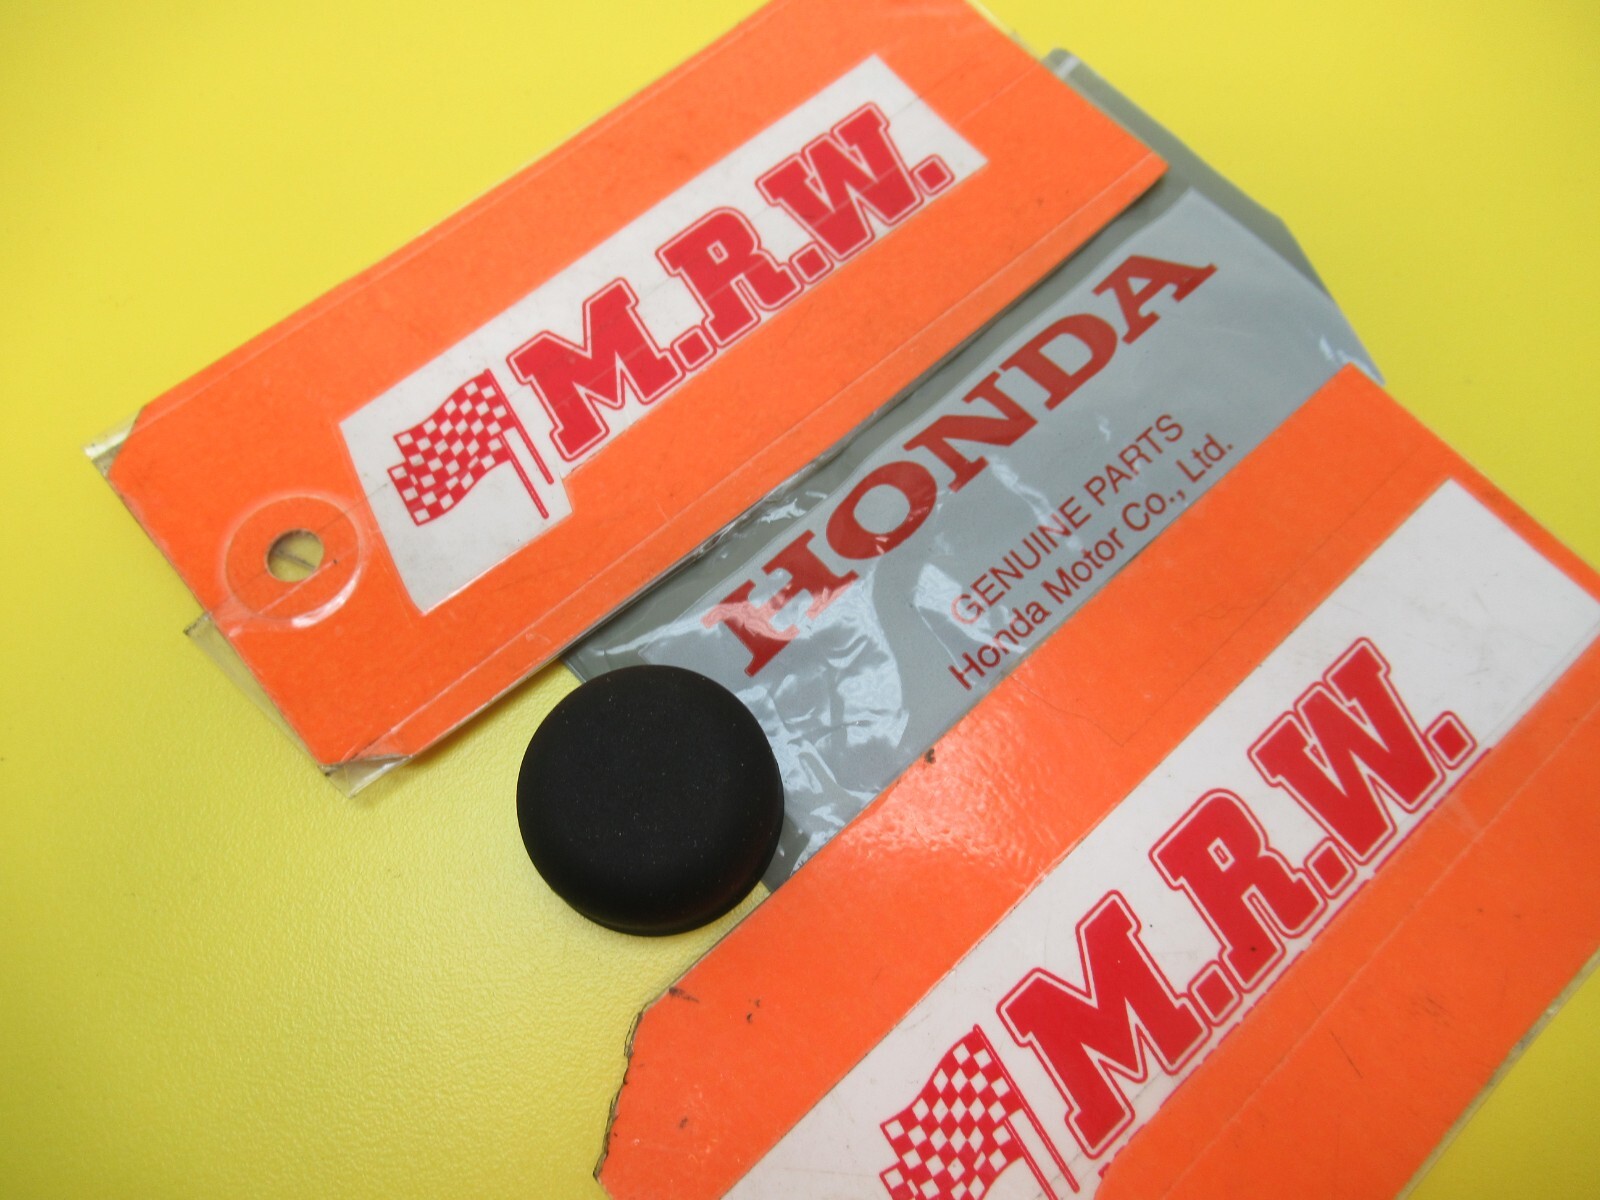 M.R.W.
HONDA
GENUINE PARTS
Honda Motor Co., Ltd.
M.R.W.